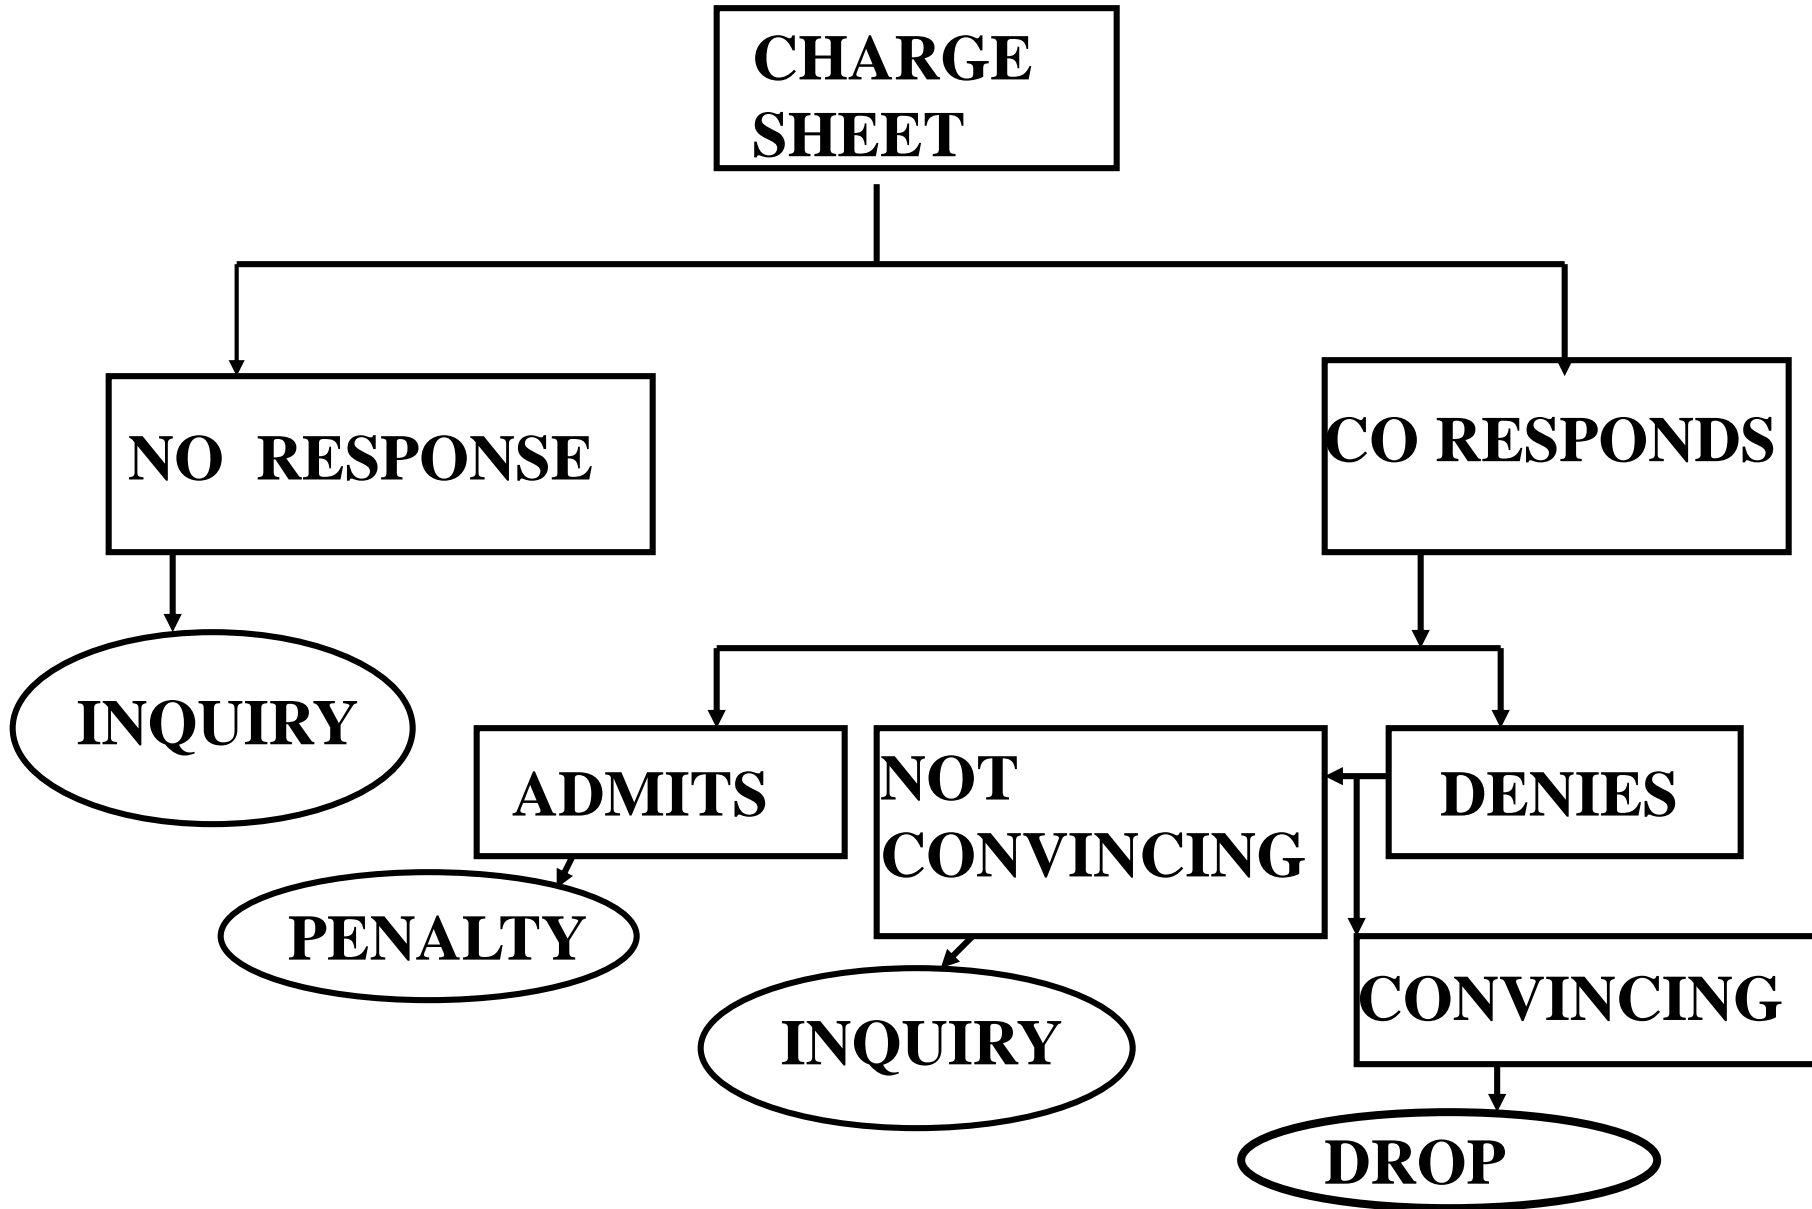 CHARGE
SHEET
NO RESPONSE
CO RESPONDS
INQUIRY
ADMITS
NOT
CONVINCING
DENIES
PENALTY
INQUIRY
CONVINCING
DROP